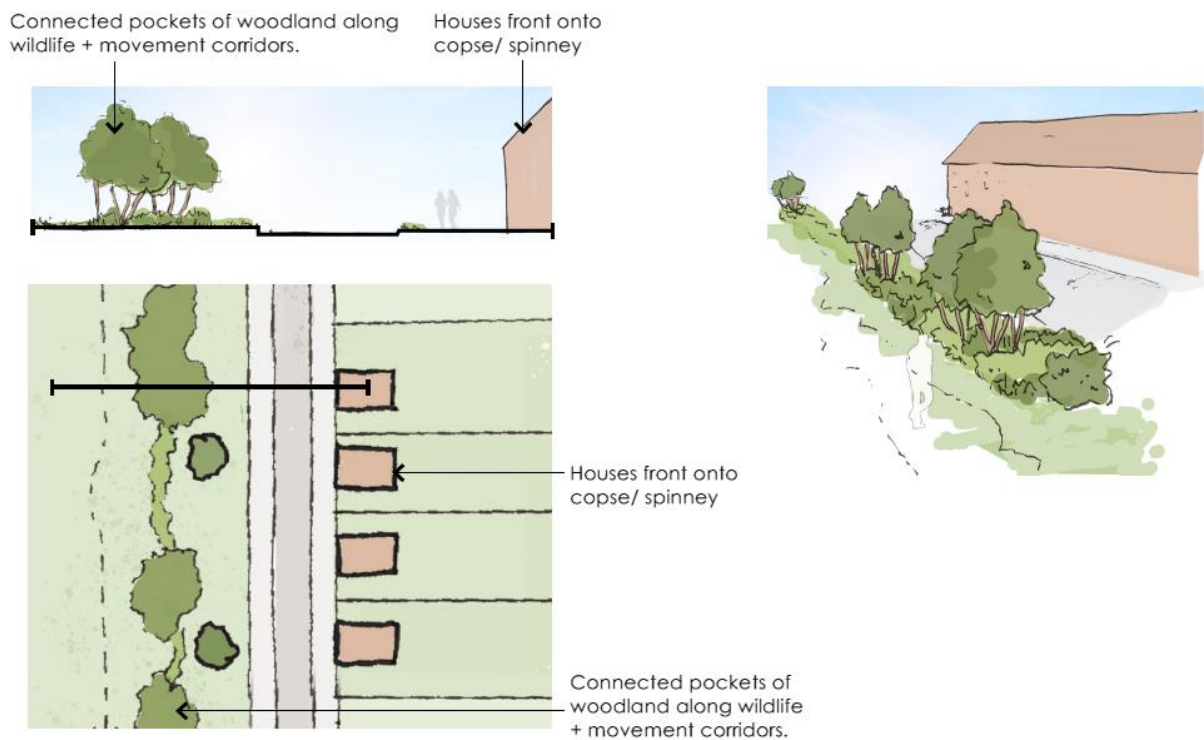 Connected pockets of woodland along
wildlife + movement corridors.
Houses front onto
copse/ spinney
Houses front onto
copse/ spinney
Connected pockets of
woodland along wildlife
+ movement corridors.